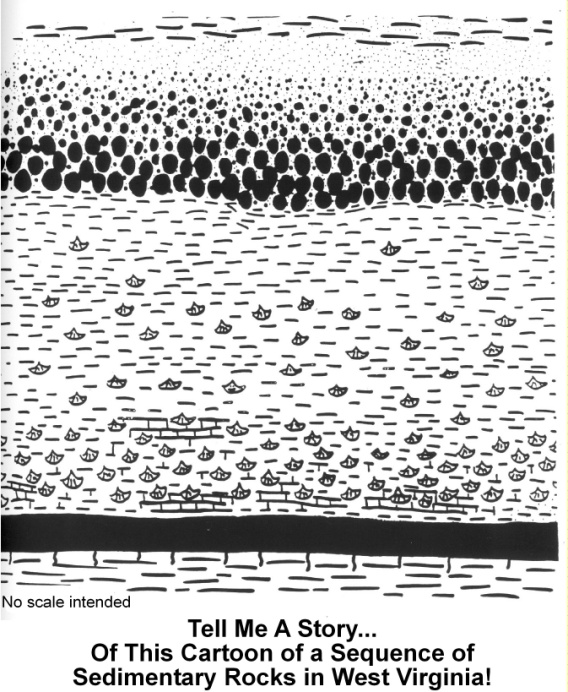 No scale intended
Tell Me A Story...
Of This Cartoon of a Sequence of
Sedimentary Rocks in West Virginia!